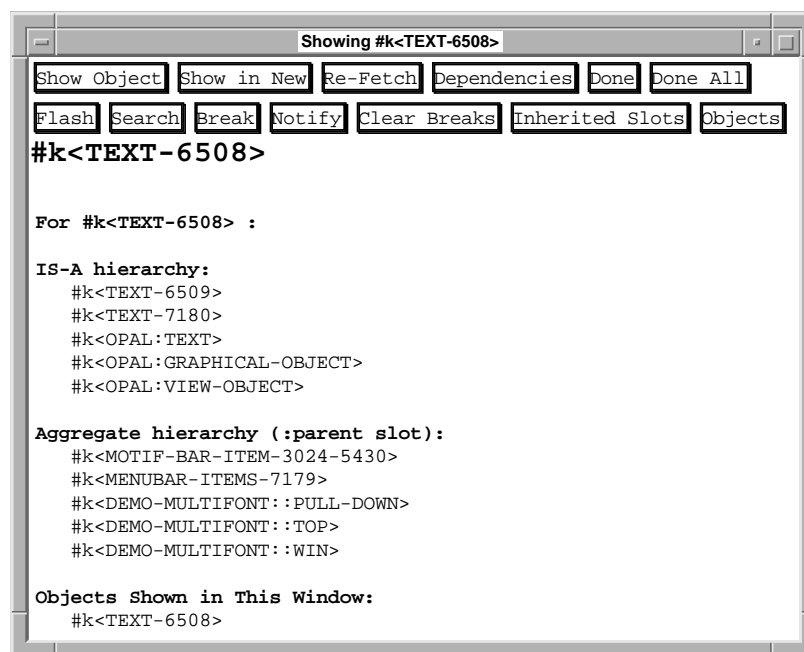 Showing #k<TEXT-6508>
Show Object Show in New Re-Fetch Dependencies Done Done All
Flash Search Break Notify Clear Breaks Inherited Slots Objects
#k<TEXT-6508>
For #k<TEXT-6508> :
IS-A hierarchy:
#k<TEXT-6509>
#k<TEXT-7180>
#k<OPAL:TEXT>
#k<OPAL:GRAPHICAL-OBJECT>
#k<OPAL:VIEW-OBJECT>
Aggregate hierarchy (:parent slot):
#k<MOTIF-BAR-ITEM-3024-5430>
#k<MENUBAR-ITEMS-7179>
#k<DEMO-MULTIFONT::PULL-DOWN>
#k<DEMO-MULTIFONT::TOP>
#k<DEMO-MULTIFONT::WIN>
Objects Shown in This Window:
#k<TEXT-6508>